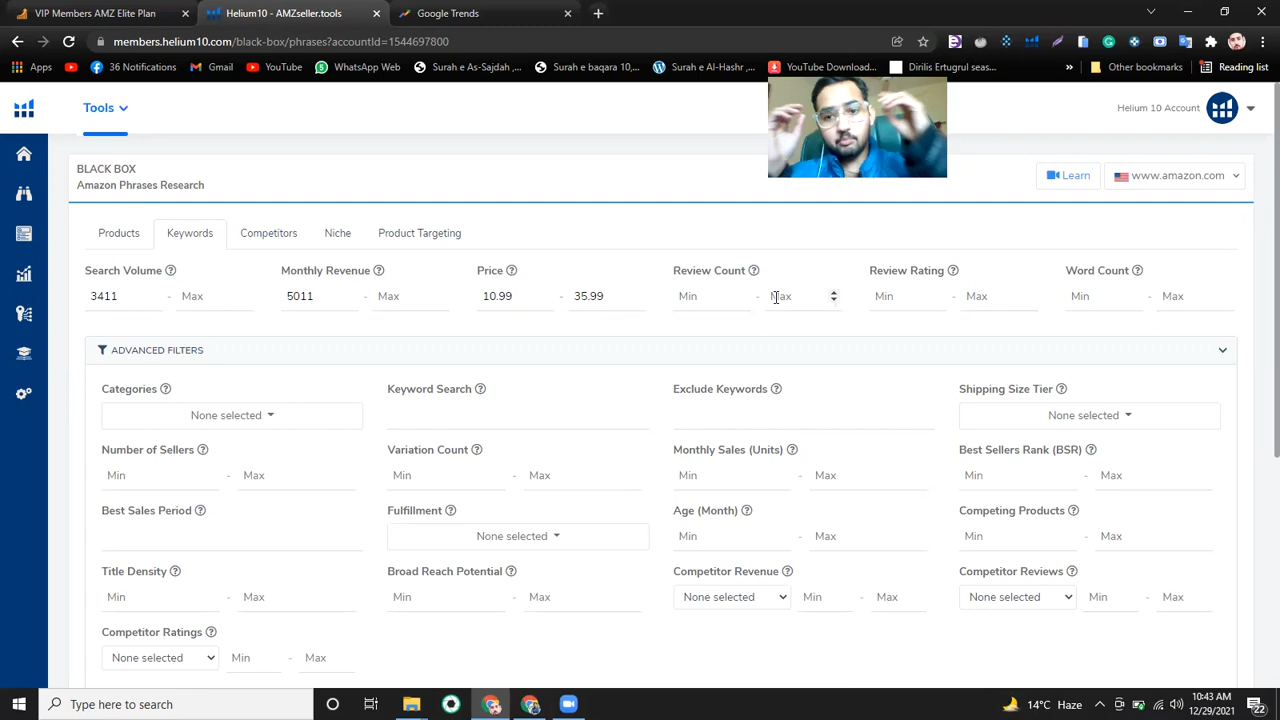 VIP Members AMZ Elite Plan
Helium10 - AMZseller.tools
Google Trends
members.helium10.com/black-box/phrases?accountId=1544697800
Apps
36 Notifications
Gmail
YouTube
WhatsApp Web
Surah e As-Sajdah ,...
Surah e baqara 10,...
Surah e Al-Hashr ,...
YouTube Download...
Dirilis Ertugrul seas...
»
Other bookmarks
Reading list
Tools
Helium 10 Account
BLACK BOX
Amazon Phrases Research
Learn
www.amazon.com
Products Keywords Competitors Niche Product Targeting
Search Volume Monthly Revenue Price Review Count Review Rating Word Count
3411 - Max 5011 - Max 10.99 - 35.99 Min - Max Min - Max Min - Max
ADVANCED FILTERS
Categories Keyword Search Exclude Keywords Shipping Size Tier
None selected None selected
Number of Sellers Variation Count Monthly Sales (Units) Best Sellers Rank (BSR)
Min - Max Min - Max Min - Max Min - Max
Best Sales Period Fulfillment Age (Month) Competing Products
None selected Min - Max Min - Max
Title Density Broad Reach Potential Competitor Revenue Competitor Reviews
Min - Max Min - Max None selected Min - Max None selected Min - Max
Competitor Ratings
None selected Min - Max
Type here to search
14°C Haze
10:43 AM
12/29/2021
22